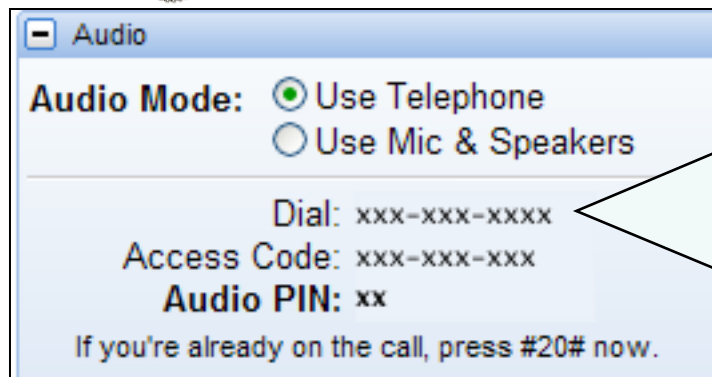 Audio
Audio Mode: Use Telephone
Use Mic & Speakers
Dial: xxx-xxx-xxxx
Access Code: xxx-xxx-xxx
Audio PIN: xx
If you're already on the call, press #20# now.